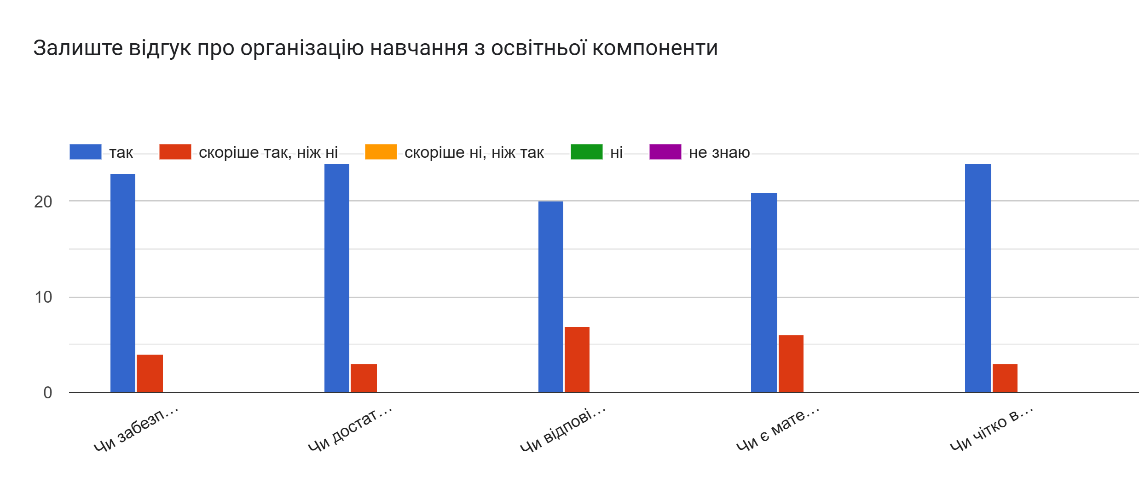 Залиште відгук про організацію навчання з освітньої компоненти
так скоріше так, ніж ні скоріше ні, ніж так ні не знаю
20
10
0
Чи забезп... Чи достат... Чи відпові... Чи є мате... Чи чітко в...